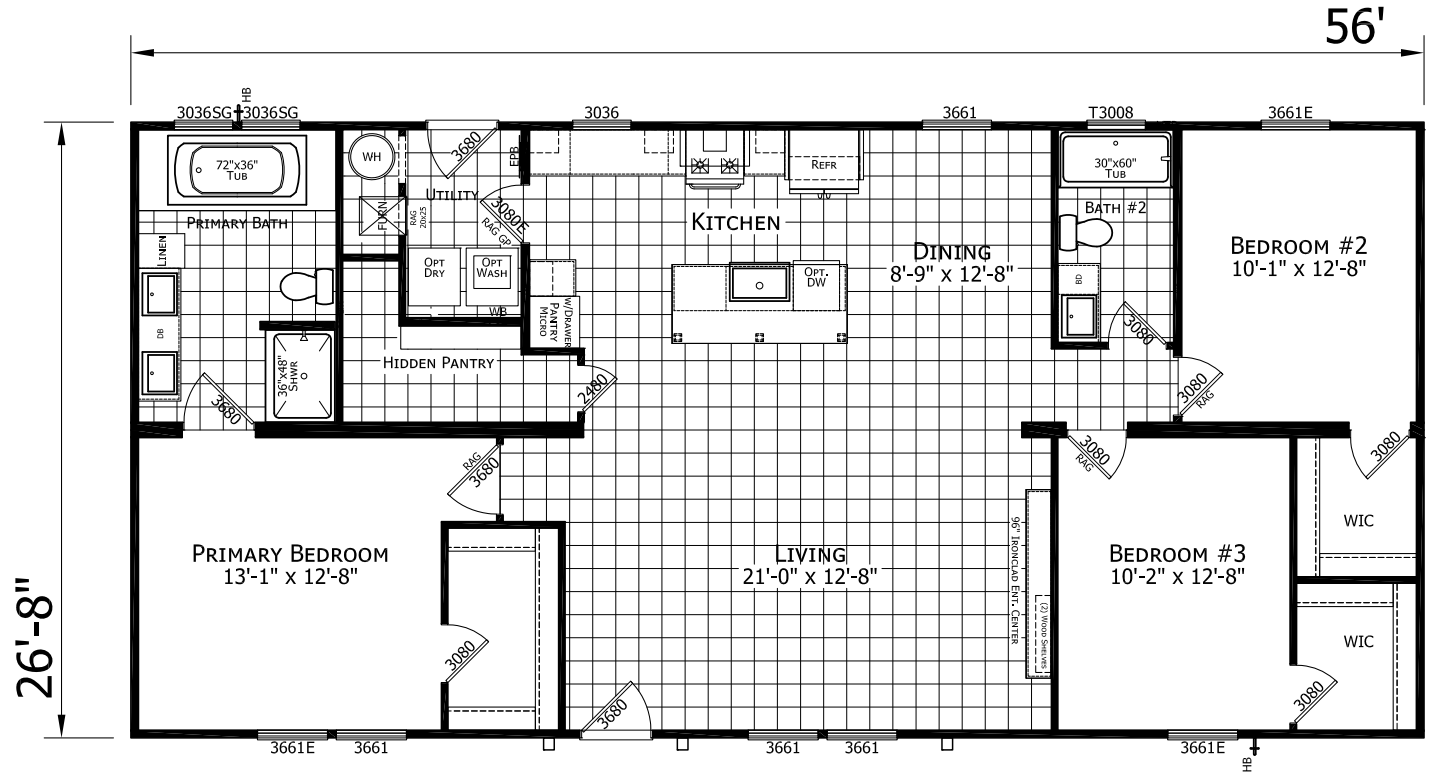 56'
HB
3036SG
3036SG
3036
3661
T3008
3661E
3680
WH
72"x36"
TUB
EPB
REFR
30"x60"
TUB
UTILITY
FURN
RAG
20x25
3080E
RAG GP
PRIMARY BATH
LINEN
KITCHEN
BATH #2
DINING
8'-9" x 12'-8"
BEDROOM #2
10'-1" x 12'-8"
OPT
DRY
OPT
WASH
WB
OPT.
DW
BD
DB
W/DRAWER
PANTRY
MICRO
3080
HIDDEN PANTRY
36"x48"
SHWR
2480
3080
RAG
3680
RAG
3680
3080
RAG
3080
PRIMARY BEDROOM
13'-1" x 12'-8"
LIVING
21'-0" x 12'-8"
96" IRONCLAD ENT. CENTER
(2) WOOD SHELVES
BEDROOM #3
10'-2" x 12'-8"
WIC
WIC
26'-8"
3080
3080
3680
3661E
3661
3661
3661
3661E
HB